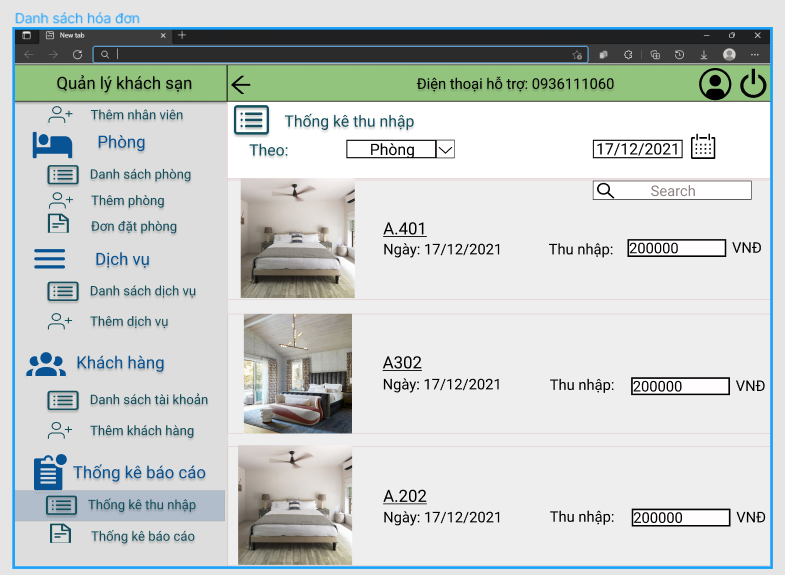 Danh sách hóa đơn
New tab
Quản lý khách sạn
Điện thoại hỗ trợ: 0936111060
Thêm nhân viên
Phòng
Danh sách phòng
Thêm phòng
Đơn đặt phòng
Dịch vụ
Danh sách dịch vụ
Thêm dịch vụ
Khách hàng
Danh sách tài khoản
Thêm khách hàng
Thống kê báo cáo
Thống kê thu nhập
Thống kê báo cáo
Thống kê thu nhập
Theo: Phòng 17/12/2021
Search
A.401
Ngày: 17/12/2021 Thu nhập: 200000 VNĐ
A302
Ngày: 17/12/2021 Thu nhập: 200000 VNĐ
A.202
Ngày: 17/12/2021 Thu nhập: 200000 VNĐ